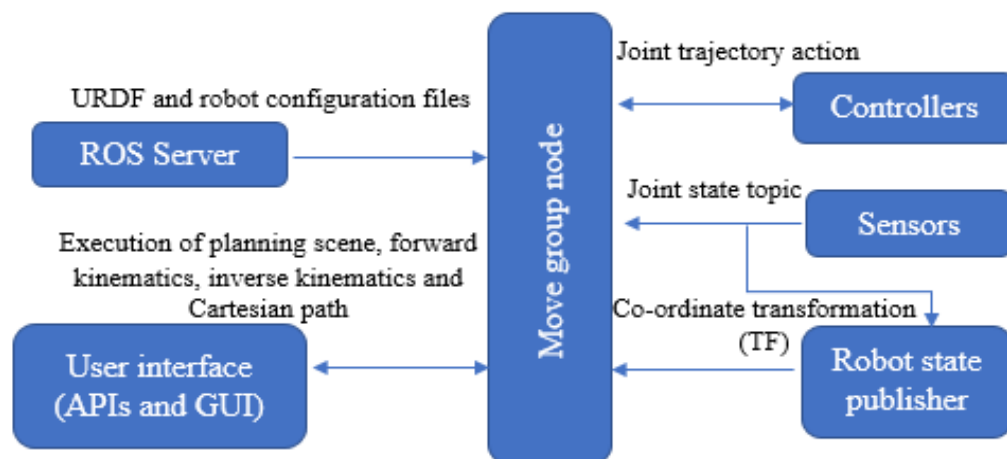 URDF and robot configuration files
ROS Server
Execution of planning scene, forward
kinematics, inverse kinematics and
Cartesian path
User interface
(APIs and GUI)
Move group node
Joint trajectory action
Controllers
Joint state topic
Sensors
Co-ordinate transformation
(TF)
Robot state
publisher